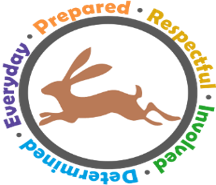 Everyday · Prepared · Respectful · Involved · Determined ·